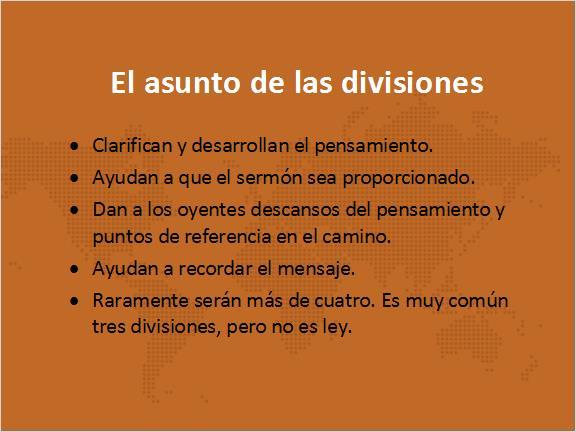 El asunto de las divisiones
• Clarifican y desarrollan el pensamiento.
• Ayudan a que el sermón sea proporcionado.
• Dan a los oyentes descansos del pensamiento y
puntos de referencia en el camino.
• Ayudan a recordar el mensaje.
• Raramente serán más de cuatro. Es muy común
tres divisiones, pero no es ley.